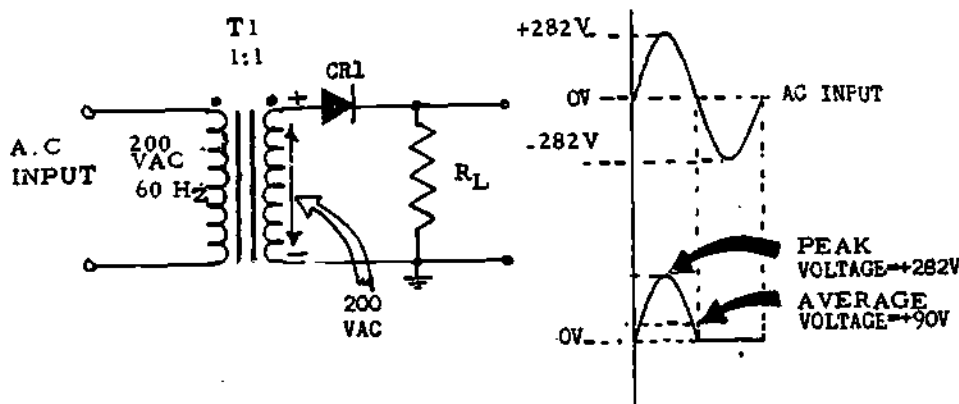 T1
1:1
CR1
A.C
INPUT
200
VAC
60 Hz
+
=
RL
200
VAC
+282V
0V
-282V
AC INPUT
PEAK
VOLTAGE=+282V
AVERAGE
VOLTAGE=+90V
0V